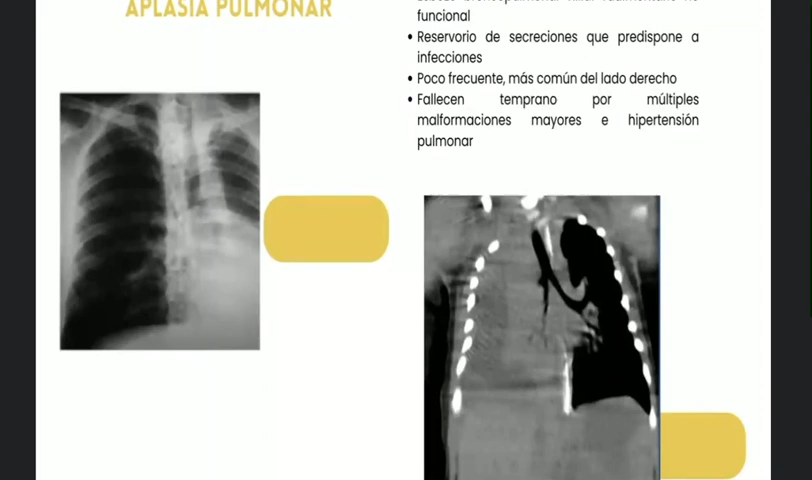 APLASIA PULMONAR
funcional
Reservorio de secreciones que predispone a
infecciones
Poco frecuente, más común del lado derecho
Fallecen temprano por múltiples
malformaciones mayores e hipertensión
pulmonar